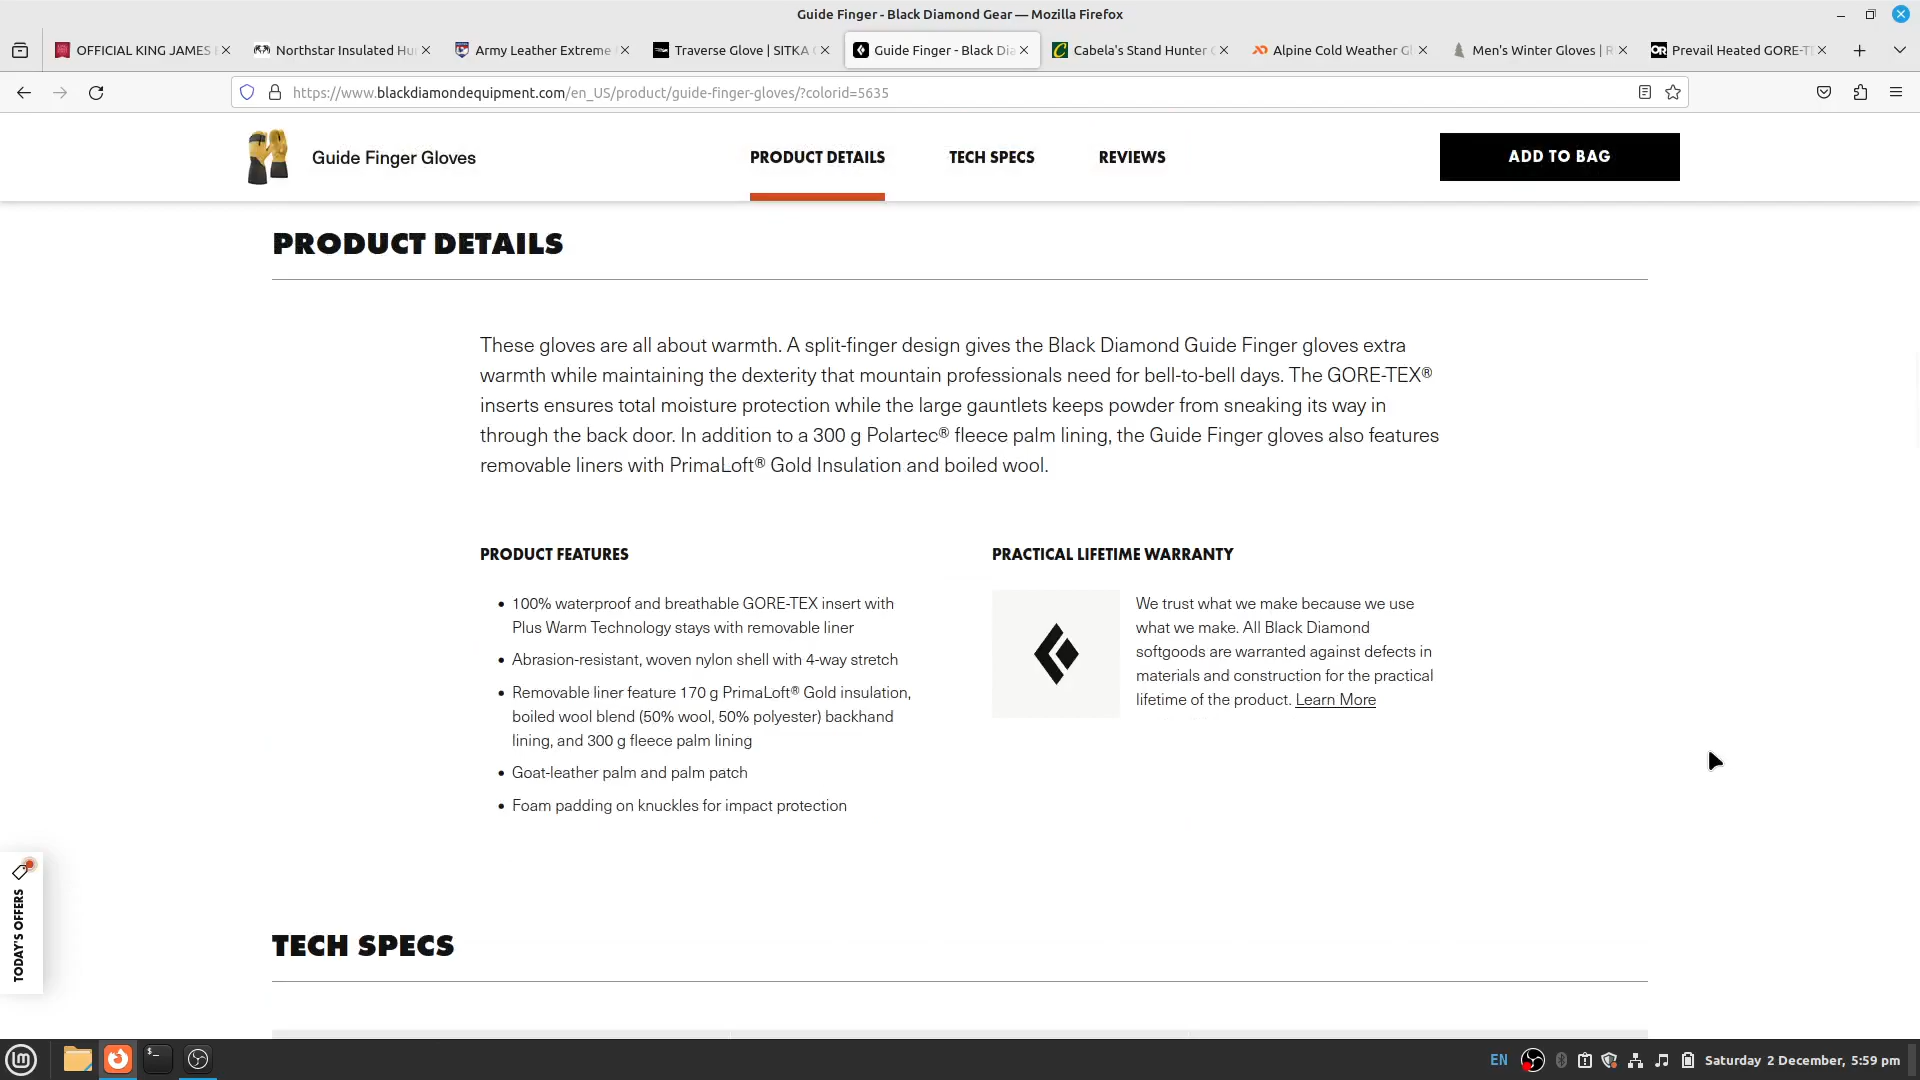 Guide Finger - Black Diamond Gear — Mozilla Firefox
OFFICIAL KING JAMES
Northstar Insulated Hu
Army Leather Extreme
Traverse Glove | SITKA
Guide Finger - Black Dia
Cabela's Stand Hunter
Alpine Cold Weather Gl
Men's Winter Gloves | R
Prevail Heated GORE-T
https://www.blackdiamondequipment.com/en_US/product/guide-finger-gloves/?colorid=5635
Guide Finger Gloves
PRODUCT DETAILS
TECH SPECS
REVIEWS
ADD TO BAG
PRODUCT DETAILS
These gloves are all about warmth. A split-finger design gives the Black Diamond Guide Finger gloves extra
warmth while maintaining the dexterity that mountain professionals need for bell-to-bell days. The GORE-TEX®
inserts ensures total moisture protection while the large gauntlets keeps powder from sneaking its way in
through the back door. In addition to a 300 g Polartec® fleece palm lining, the Guide Finger gloves also features
removable liners with PrimaLoft® Gold Insulation and boiled wool.
PRODUCT FEATURES
• 100% waterproof and breathable GORE-TEX insert with
Plus Warm Technology stays with removable liner
• Abrasion-resistant, woven nylon shell with 4-way stretch
• Removable liner feature 170 g PrimaLoft® Gold insulation,
boiled wool blend (50% wool, 50% polyester) backhand
lining, and 300 g fleece palm lining
• Goat-leather palm and palm patch
• Foam padding on knuckles for impact protection
PRACTICAL LIFETIME WARRANTY
We trust what we make because we use
what we make. All Black Diamond
softgoods are warranted against defects in
materials and construction for the practical
lifetime of the product. Learn More
TODAY'S OFFERS
TECH SPECS
EN
Saturday 2 December, 5:59 pm